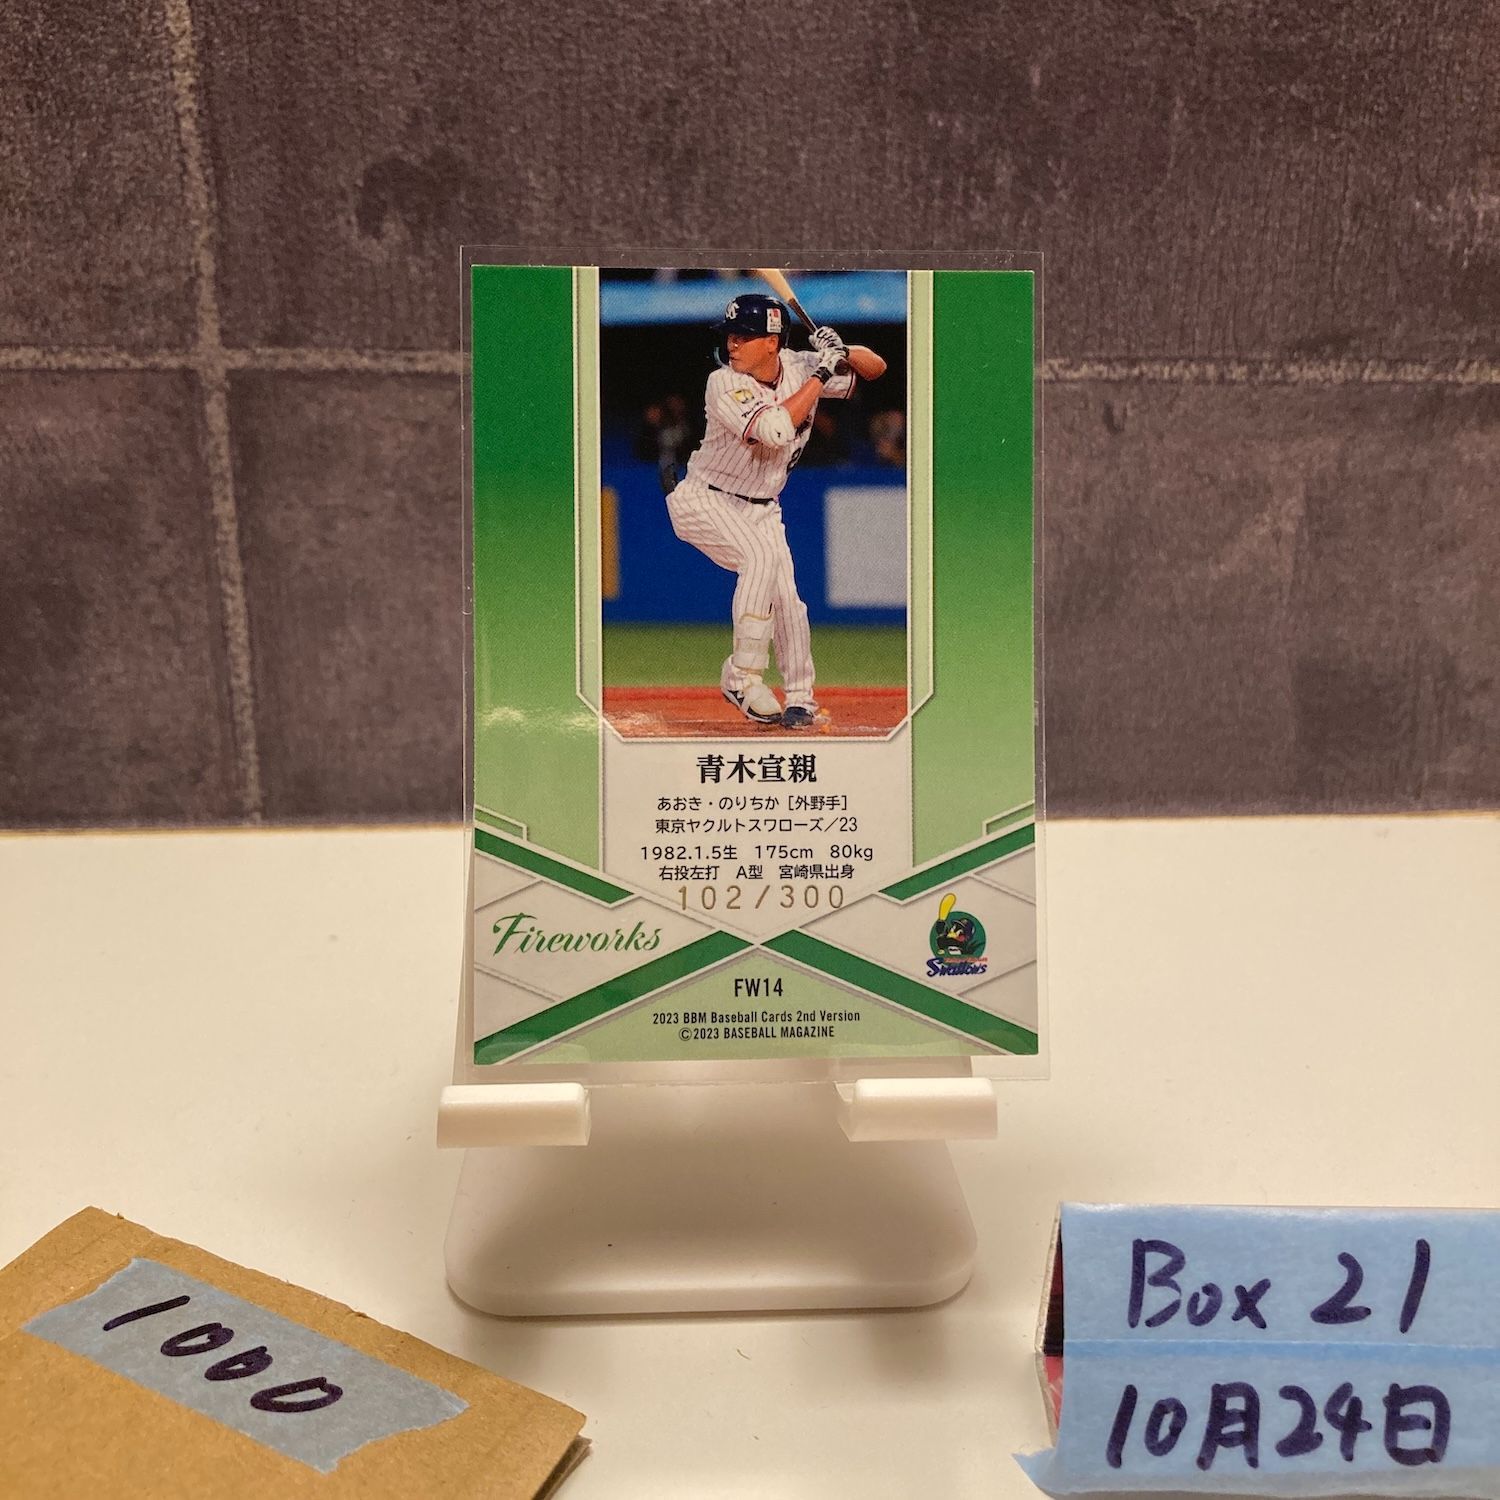 青木宣親
あおき・のりちか［外野手］
東京ヤクルトスワローズ／23
1982.1.5生 175cm 80kg
右投左打 A型 宮崎県出身
102/300
Fireworks
Swallows
FW14
2023 BBM Baseball Cards 2nd Version
©2023 BASEBALL MAGAZINE
1000
Box 21
10月24日